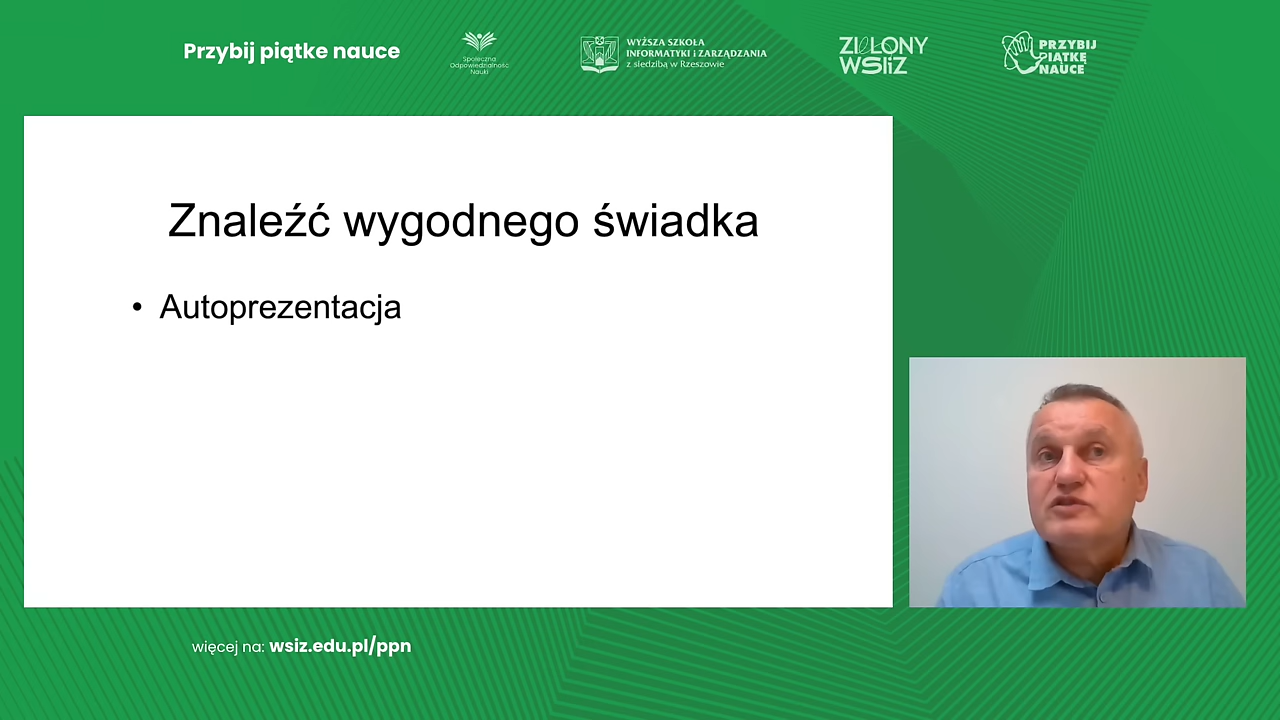 Przybij piątke nauce
Społeczna
Odpowiedzialność
Nauki
WYŻSZA SZKOŁA
INFORMATYKI i ZARZĄDZANIA
z siedzibą w Rzeszowie
ZIELONY
WSIiZ
PRZYBIJ
PIĄTKĘ
NAUCE
Znaleźć wygodnego świadka
• Autoprezentacja
więcej na: wsiz.edu.pl/ppn